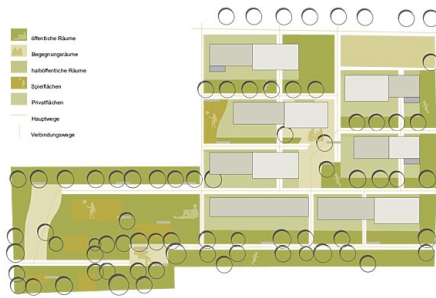 öffentliche Räume
Begegnungsräume
halböffentliche Räume
Spielflächen
Privatflächen
Hauptwege
Verbindungswege